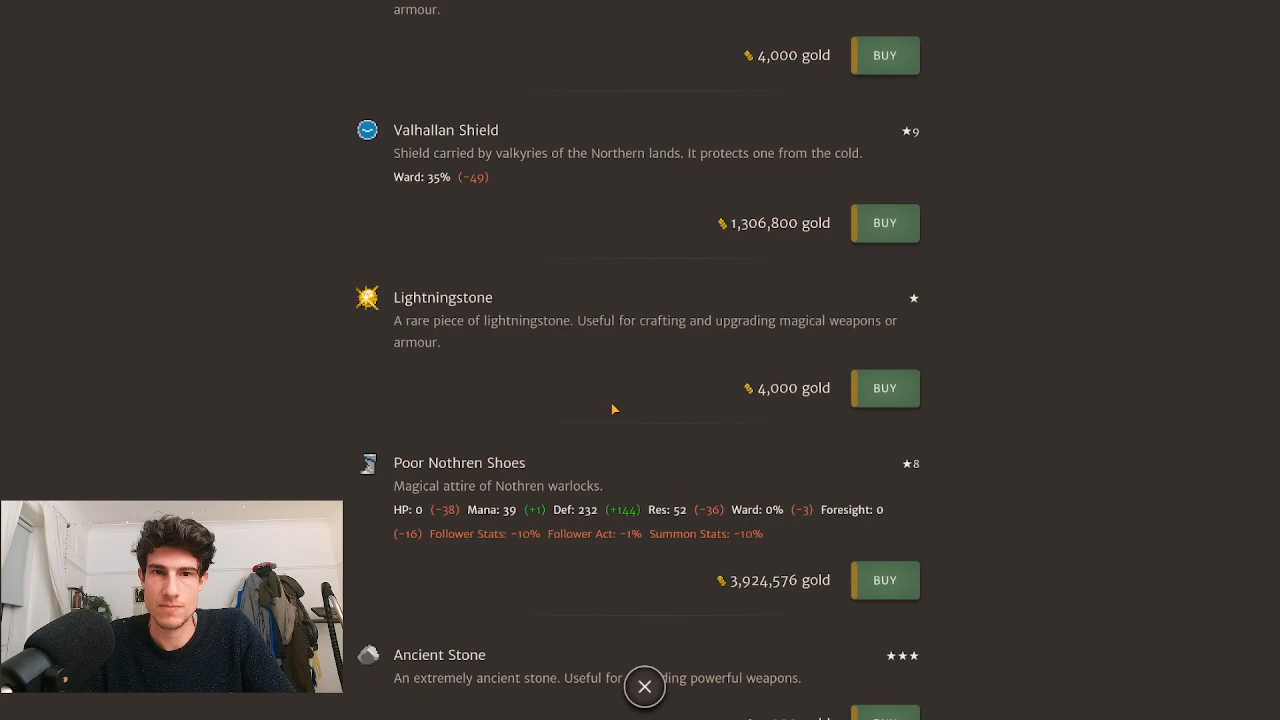 armour.
4,000 gold
BUY
Valhallan Shield
★9
Shield carried by valkyries of the Northern lands. It protects one from the cold.
Ward: 35% (-49)
1,306,800 gold
BUY
Lightningstone
★
A rare piece of lightningstone. Useful for crafting and upgrading magical weapons or
armour.
4,000 gold
BUY
Poor Nothren Shoes
★8
Magical attire of Nothren warlocks.
HP: 0 (-38) Mana: 39 (+1) Def: 232 (+144) Res: 52 (-36) Ward: 0% (-3) Foresight: 0
(-16) Follower Stats: -10% Follower Act: -1% Summon Stats: -10%
3,924,576 gold
BUY
Ancient Stone
★★★
An extremely ancient stone. Useful for powerful weapons.